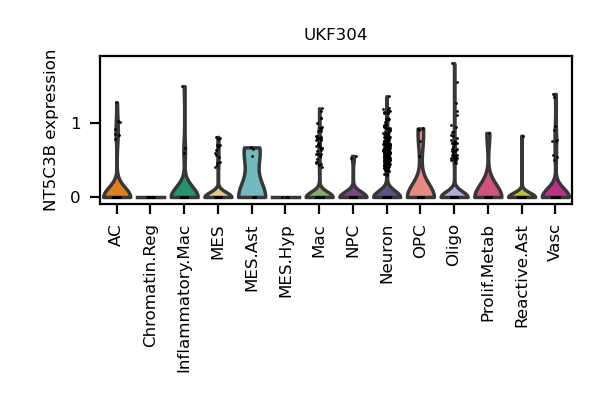 UKF304
NT5C3B expression
1
0
AC
Chromatin.Reg
Inflammatory.Mac
MES
MES.Ast
MES.Hyp
Mac
NPC
Neuron
OPC
Oligo
Prolif.Metab
Reactive.Ast
Vasc